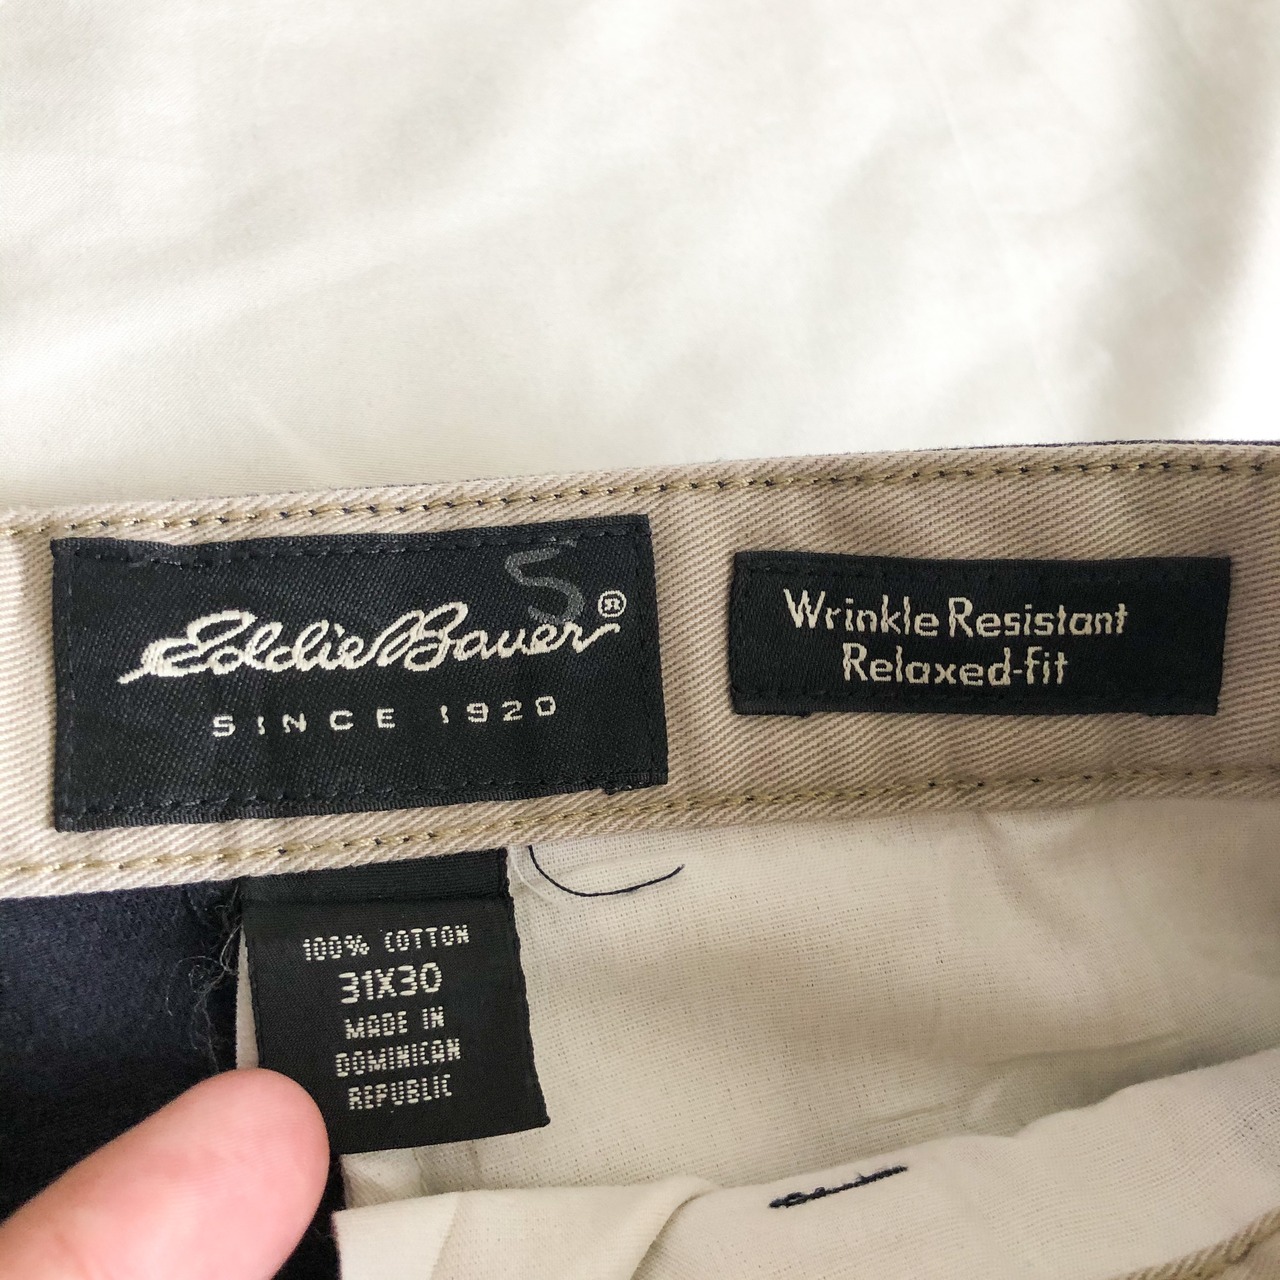 S
Eddie Bauer®
SINCE 1920
Wrinkle Resistant
Relaxed-fit
100% COTTON
31X30
MADE IN
DOMINICAN
REPUBLIC